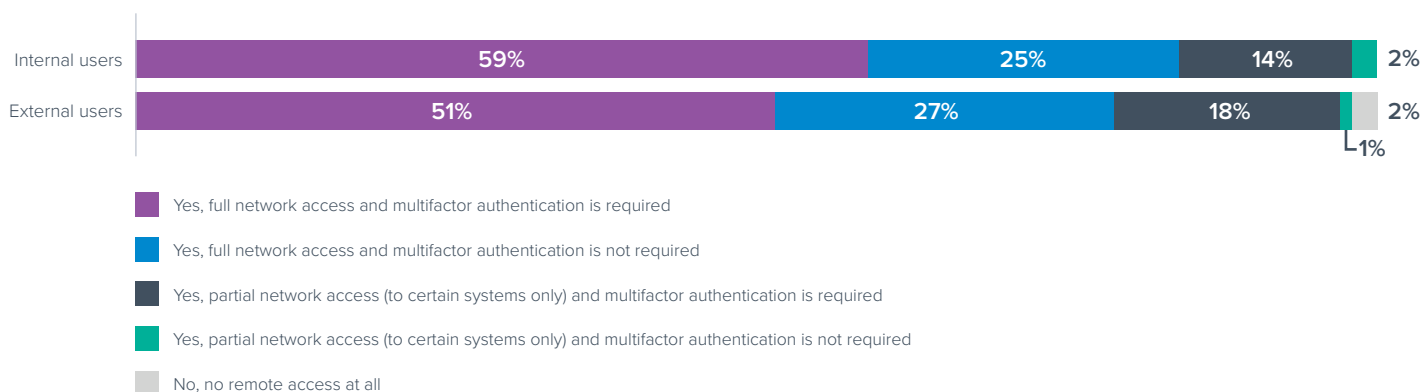 Internal users 59% 25% 14% 2%
External users 51% 27% 18% 2%
1%
Yes, full network access and multifactor authentication is required
Yes, full network access and multifactor authentication is not required
Yes, partial network access (to certain systems only) and multifactor authentication is required
Yes, partial network access (to certain systems only) and multifactor authentication is not required
No, no remote access at all